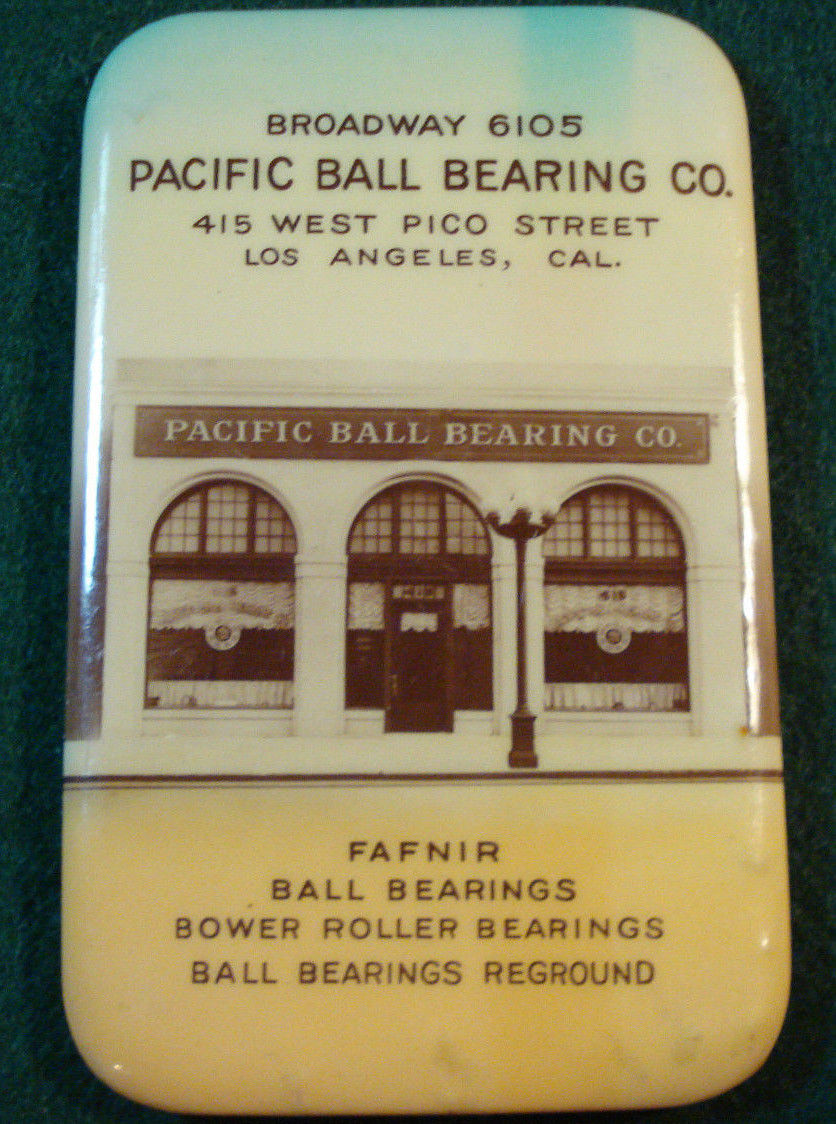 BROADWAY 6105
PACIFIC BALL BEARING CO.
415 WEST PICO STREET
LOS ANGELES, CAL.
PACIFIC BALL BEARING CO.
415
FAFNIR
BALL BEARINGS
BOWER ROLLER BEARINGS
BALL BEARINGS REGROUND